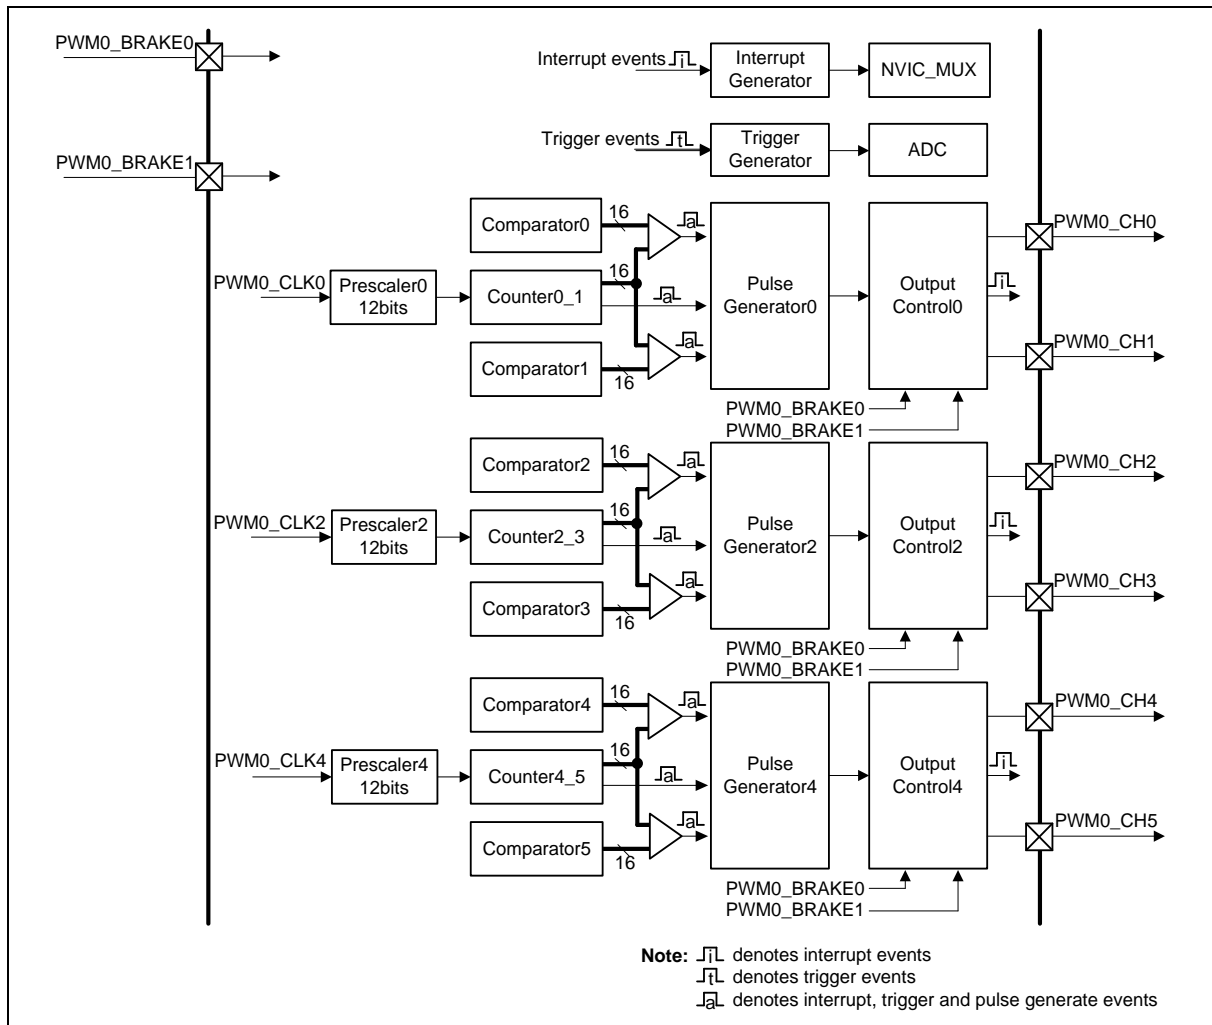 PWM0_BRAKE0
PWM0_BRAKE1
Interrupt events i
Interrupt
Generator
NVIC_MUX
Trigger events t
Trigger
Generator
ADC
PWM0_CLK0
Prescaler0
12bits
Comparator0
16
Counter0_1
16
Comparator1
16
a
a
a
Pulse
Generator0
Output
Control0
i
PWM0_CH0
PWM0_CH1
PWM0_BRAKE0
PWM0_BRAKE1
PWM0_CLK2
Prescaler2
12bits
Comparator2
16
Counter2_3
16
Comparator3
16
a
a
a
Pulse
Generator2
Output
Control2
i
PWM0_CH2
PWM0_CH3
PWM0_BRAKE0
PWM0_BRAKE1
PWM0_CLK4
Prescaler4
12bits
Comparator4
16
Counter4_5
16
Comparator5
16
a
a
a
Pulse
Generator4
Output
Control4
i
PWM0_CH4
PWM0_CH5
PWM0_BRAKE0
PWM0_BRAKE1
Note: i denotes interrupt events
t denotes trigger events
a denotes interrupt, trigger and pulse generate events